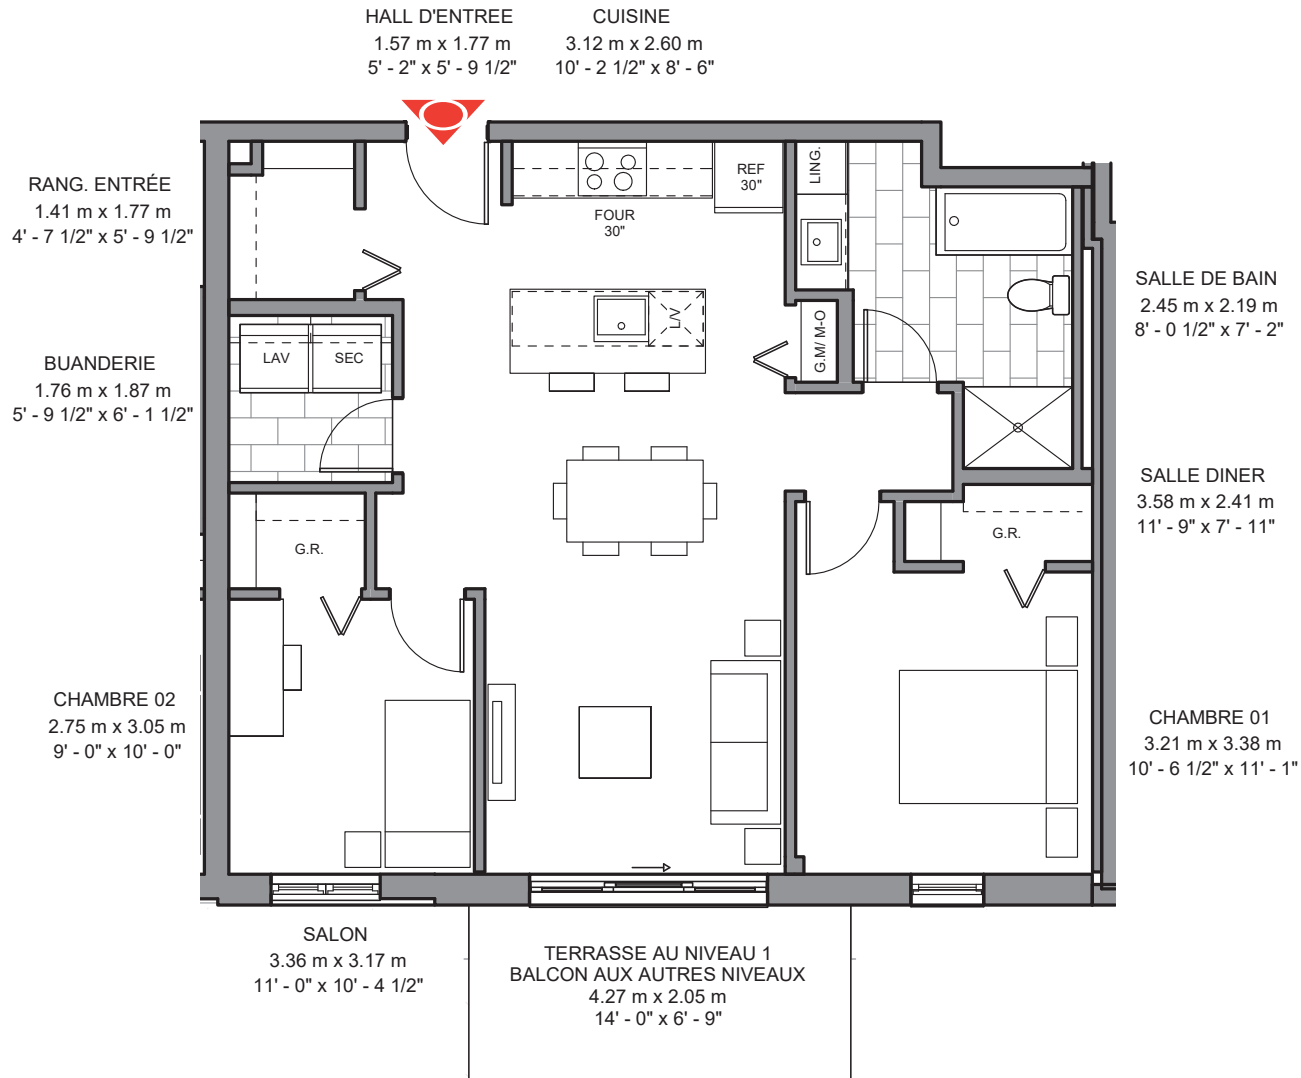 HALL D'ENTREE
1.57 m x 1.77 m
5' - 2" x 5' - 9 1/2"
CUISINE
3.12 m x 2.60 m
10' - 2 1/2" x 8' - 6"
RANG. ENTRÉE
1.41 m x 1.77 m
4' - 7 1/2" x 5' - 9 1/2"
FOUR
30"
REF
30"
LING.
SALLE DE BAIN
2.45 m x 2.19 m
8' - 0 1/2" x 7' - 2"
BUANDERIE
1.76 m x 1.87 m
5' - 9 1/2" x 6' - 1 1/2"
LAV
SEC
L/V
G.M/ M-O
SALLE DINER
3.58 m x 2.41 m
11' - 9" x 7' - 11"
G.R.
G.R.
CHAMBRE 02
2.75 m x 3.05 m
9' - 0" x 10' - 0"
CHAMBRE 01
3.21 m x 3.38 m
10' - 6 1/2" x 11' - 1"
SALON
3.36 m x 3.17 m
11' - 0" x 10' - 4 1/2"
TERRASSE AU NIVEAU 1
BALCON AUX AUTRES NIVEAUX
4.27 m x 2.05 m
14' - 0" x 6' - 9"